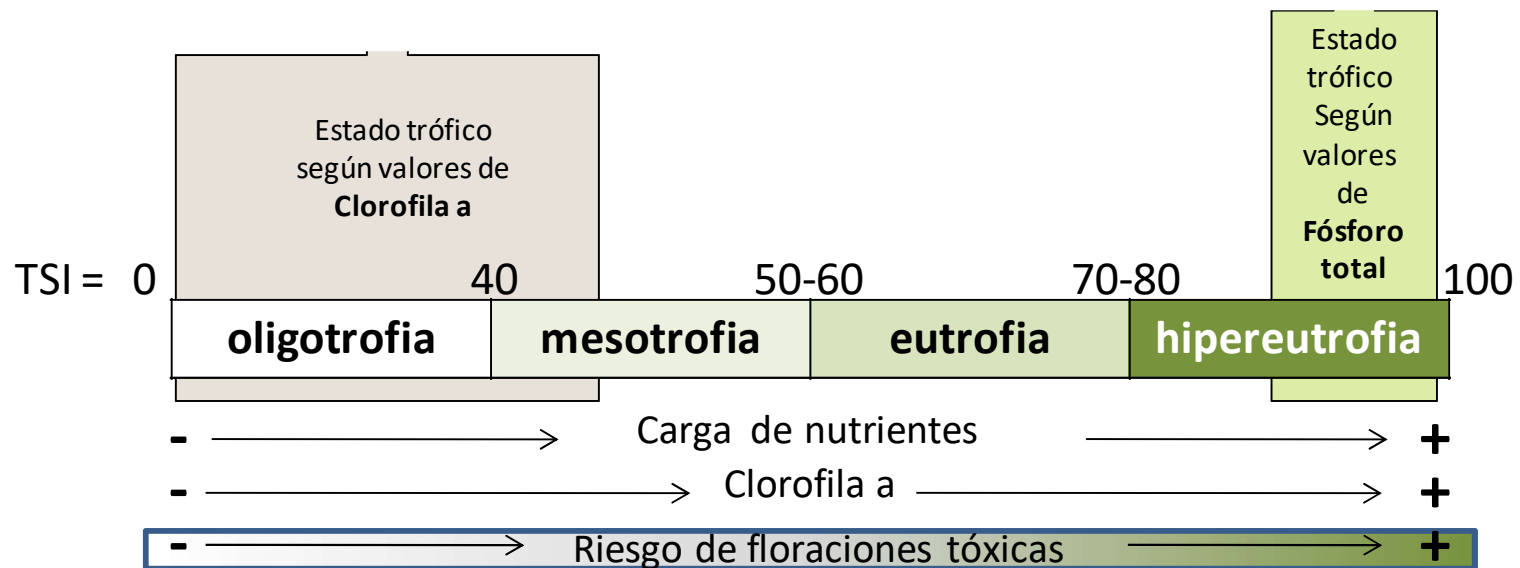 Estado trófico
según valores de
Clorofila a
Estado
trófico
Según
valores
de
Fósforo
total
TSI = 0 40 50-60 70-80 100
oligotrofia mesotrofia eutrofia hipereutrofia
- Carga de nutrientes +
- Clorofila a +
- Riesgo de floraciones tóxicas +